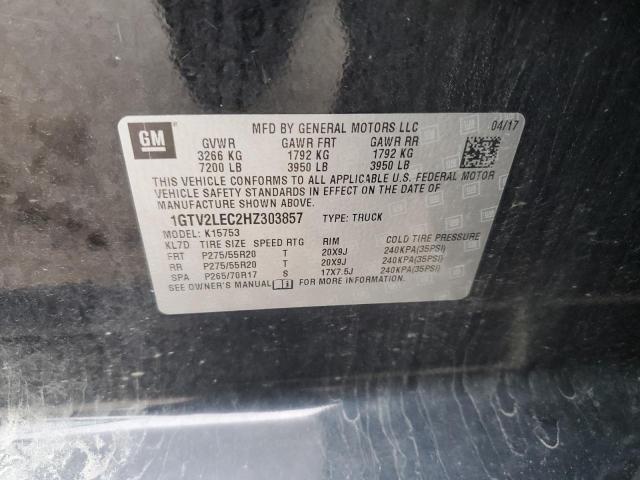 GM
MFD BY GENERAL MOTORS LLC 04/17
GVWR GAWR FRT GAWR RR
3266 KG 1792 KG 1792 KG
7200 LB 3950 LB 3950 LB
THIS VEHICLE CONFORMS TO ALL APPLICABLE U.S. FEDERAL MOTOR
VEHICLE SAFETY STANDARDS IN EFFECT ON THE DATE OF
MANUFACTURE SHOWN ABOVE.
1GTV2LEC2HZ303857 TYPE: TRUCK
MODEL: K15753
KL7D TIRE SIZE SPEED RTG RIM COLD TIRE PRESSURE
FRT P275/55R20 T 20X9J 240KPA(35PSI)
RR P275/55R20 T 20X9J 240KPA(35PSI)
SPA P265/70R17 S 17X7.5J 240KPA(35PSI)
SEE OWNER'S MANUAL FOR MORE INFORMATION.